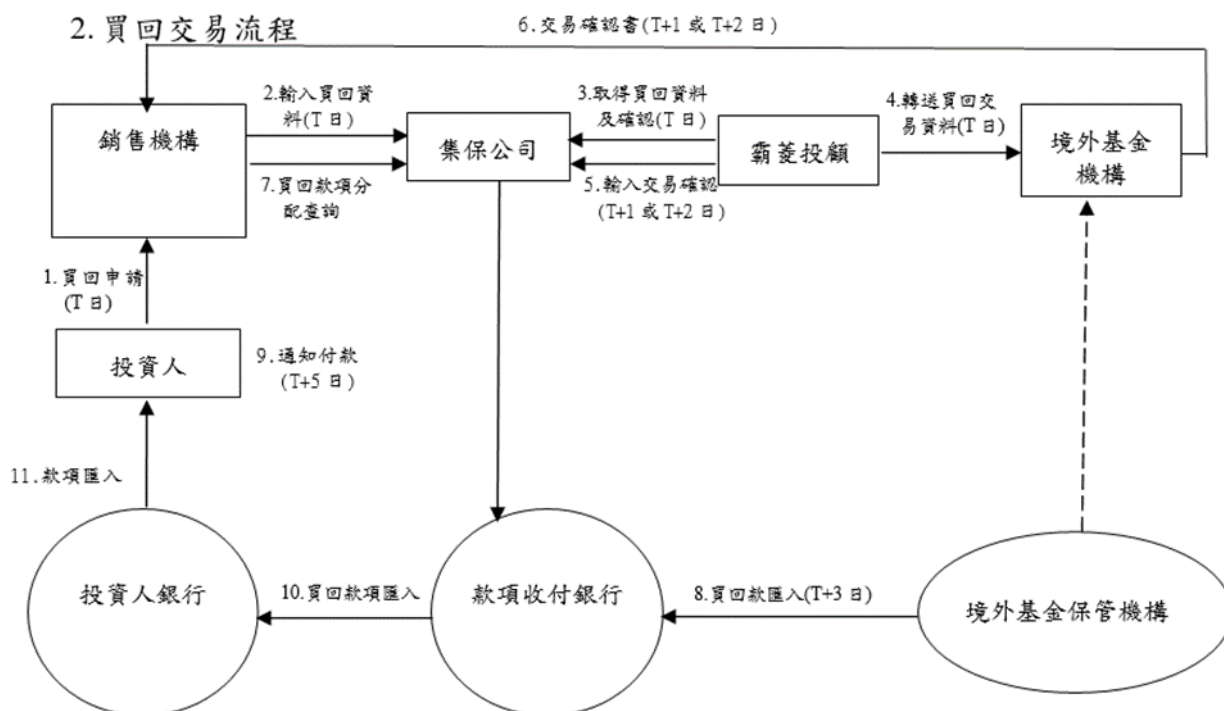 2.買回交易流程
6.交易確認書(T+1 或 T+2 日)
2.輸入買回資
料(T 日)
3.取得買回資料
及確認(T 日)
4.轉送買回交
易資料(T 日)
銷售機構
集保公司
霸菱投顧
境外基金
機構
7.買回款項分
配查詢
5.輸入交易確認
(T+1 或 T+2 日)
1.買回申請
(T 日)
投資人
9.通知付款
(T+5 日)
11.款項匯入
投資人銀行
10.買回款項匯入
款項收付銀行
8.買回款匯入(T+3 日)
境外基金保管機構